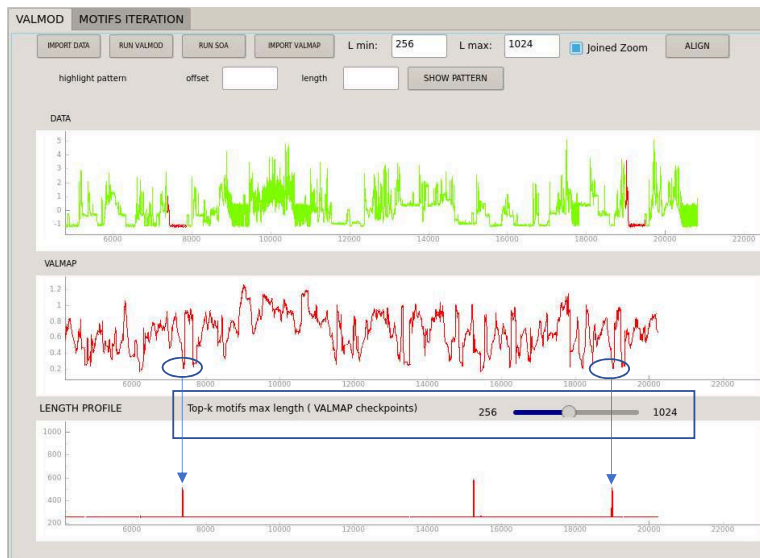 VALMOD MOTIFS ITERATION
IMPORT DATA RUN VALMOD RUN SOA IMPORT VALMAP L min: 256 L max: 1024 Joined Zoom ALIGN
highlight pattern offset length SHOW PATTERN
DATA
5
4
3
2
1
0
-1
6000 8000 10000 12000 14000 16000 18000 20000 22000
VALMAP
1.2
1
0.8
0.6
0.4
0.2
6000 8000 10000 12000 14000 16000 18000 20000 22000
LENGTH PROFILE Top-k motifs max length ( VALMAP checkpoints) 256 1024
1000
800
600
400
200
6000 8000 10000 12000 14000 16000 18000 20000 22000